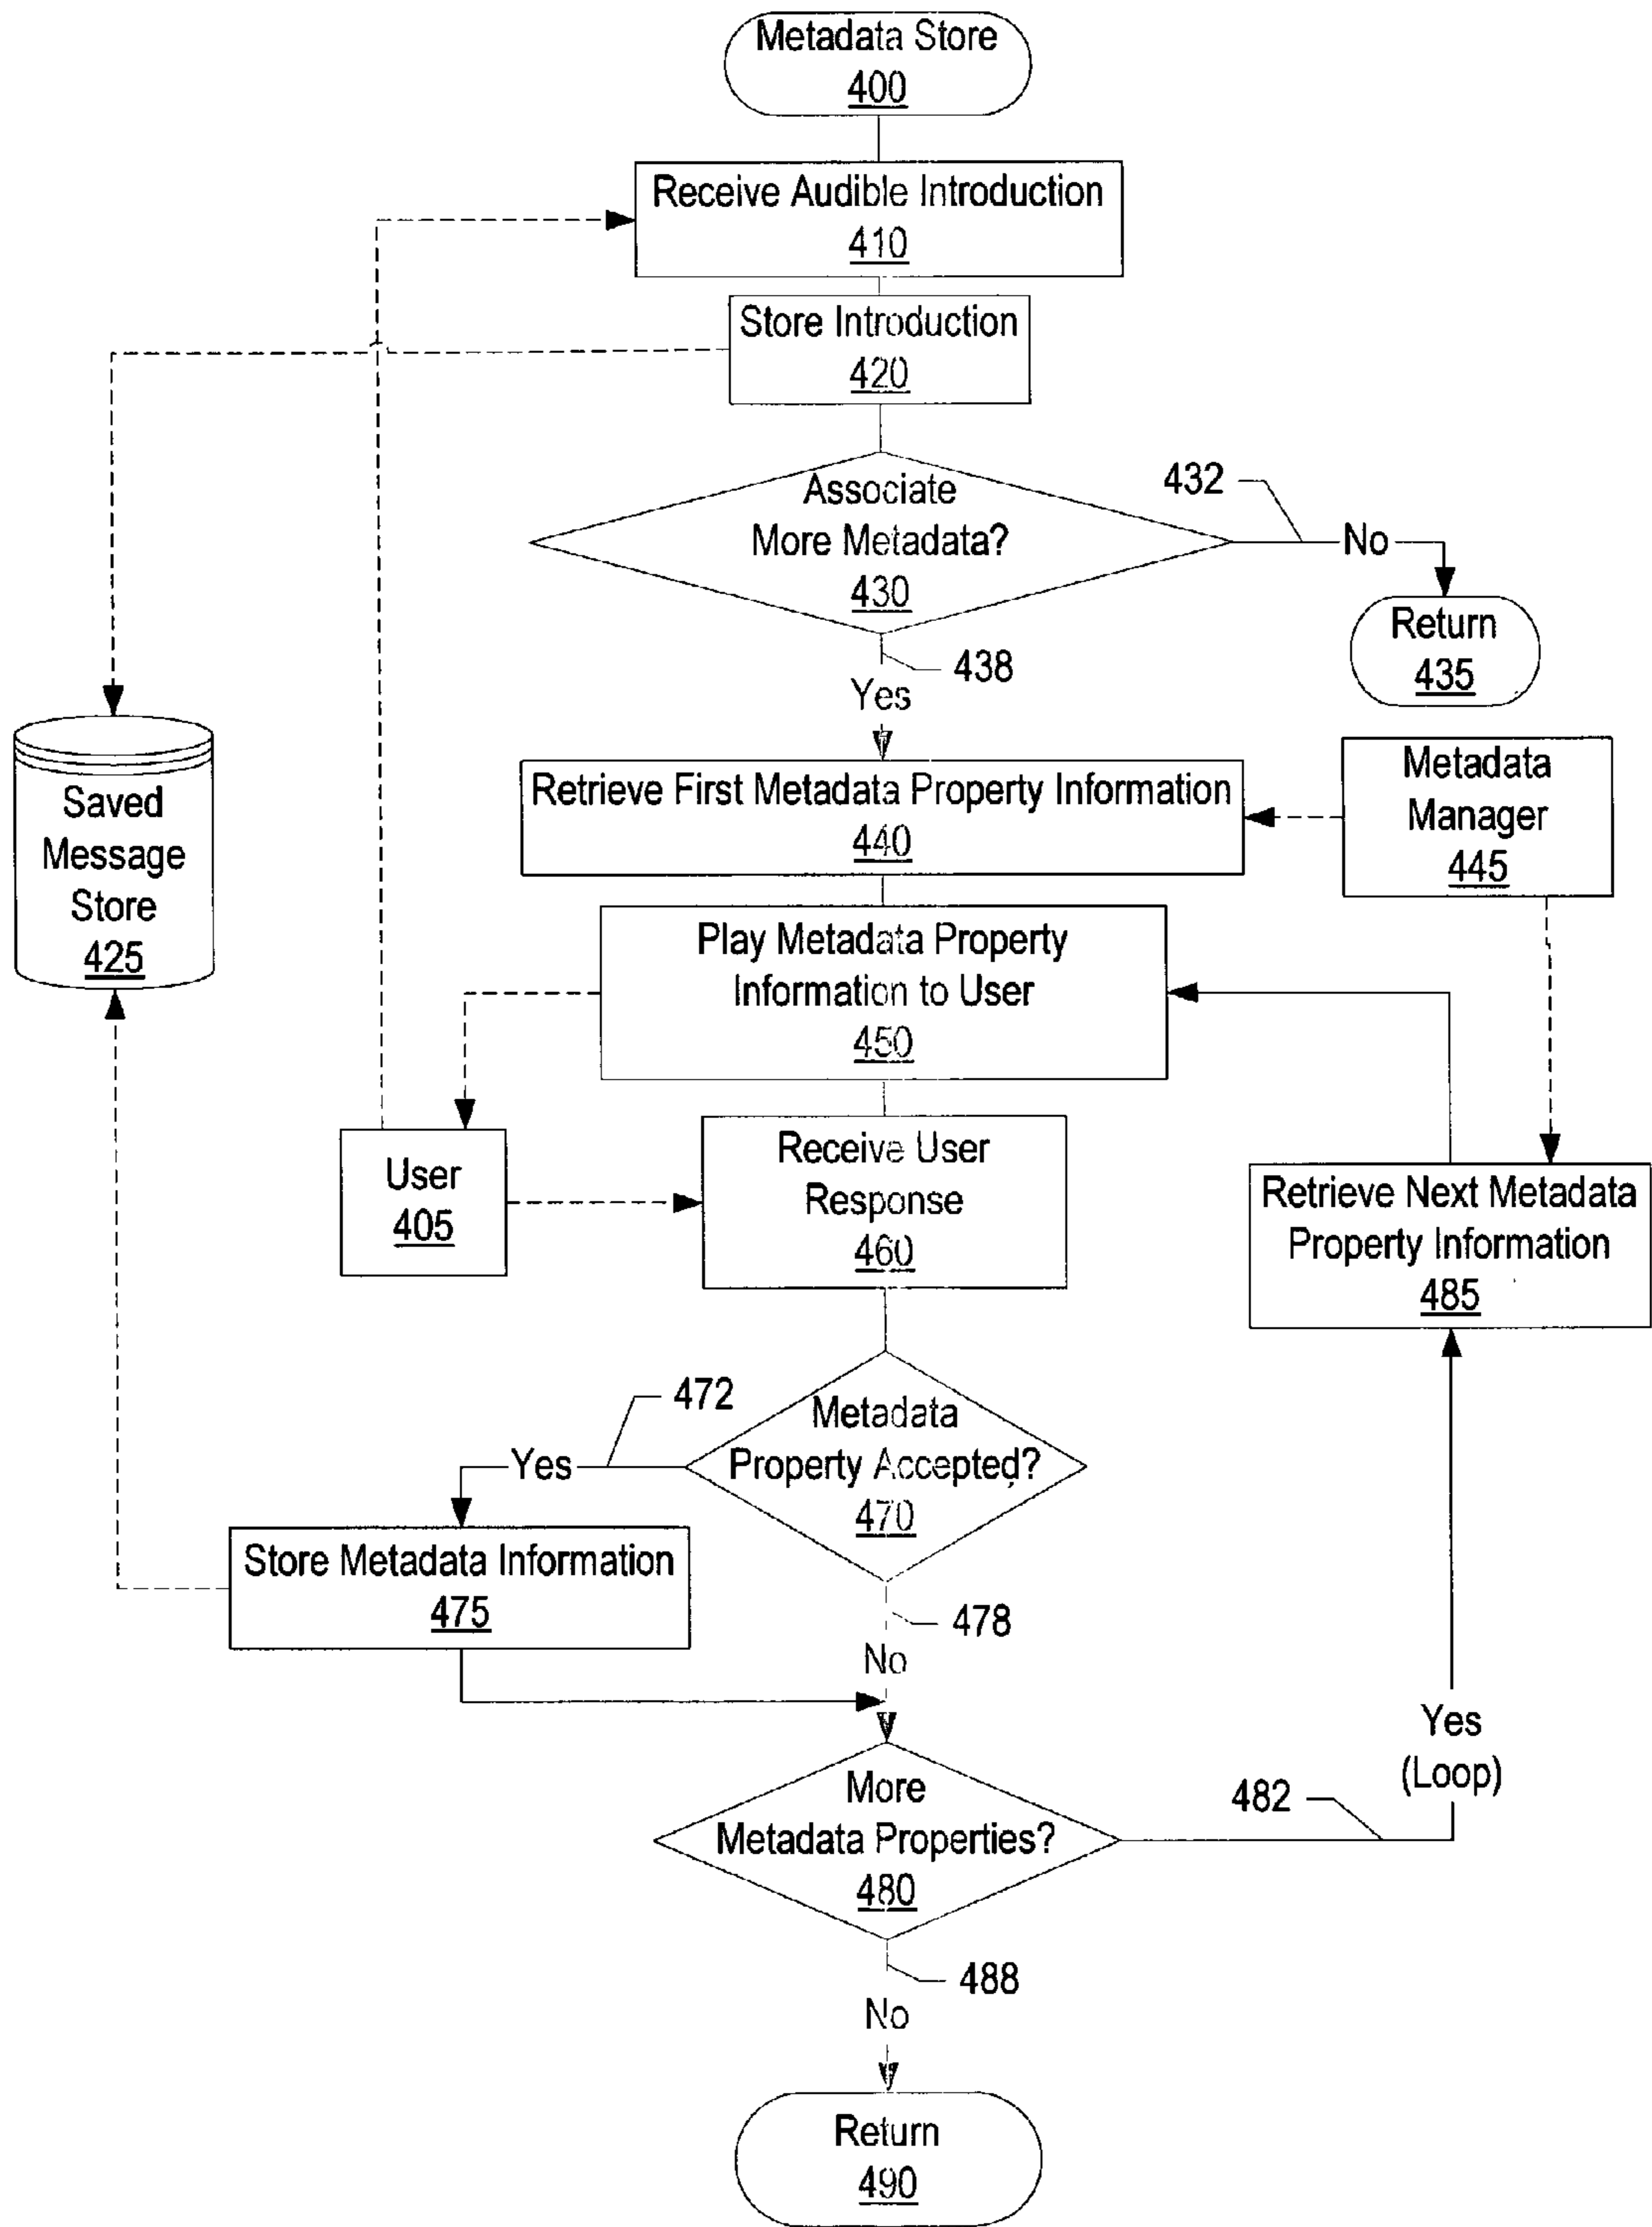 Metadata Store
400
Receive Audible Introduction
410
Store Introduction
420
Associate
More Metadata?
430
432
No
Return
435
438
Yes
Saved
Message
Store
425
Retrieve First Metadata Property Information
440
Metadata
Manager
445
Play Metadata Property
Information to User
450
User
405
Receive User
Response
460
Retrieve Next Metadata
Property Information
485
472
Yes
Metadata
Property Accepted?
470
Store Metadata Information
475
478
No
Yes
(Loop)
More
Metadata Properties?
480
482
488
No
Return
490